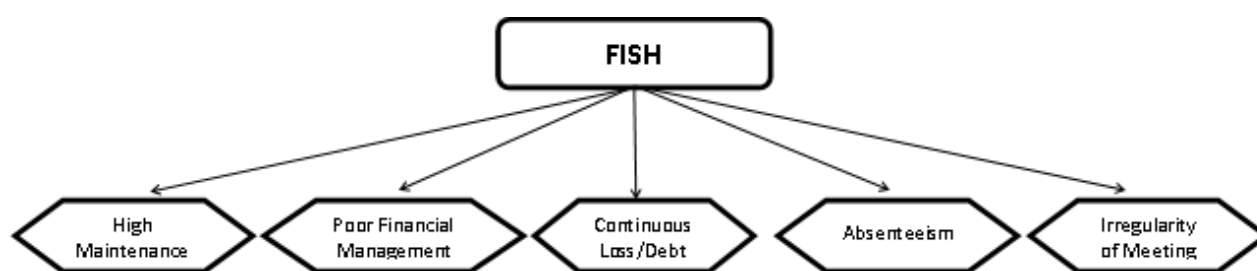 FISH
High
Maintenance
Poor Financial
Management
Continuous
Loss/Debt
Absenteeism
Irregularity
of Meeting